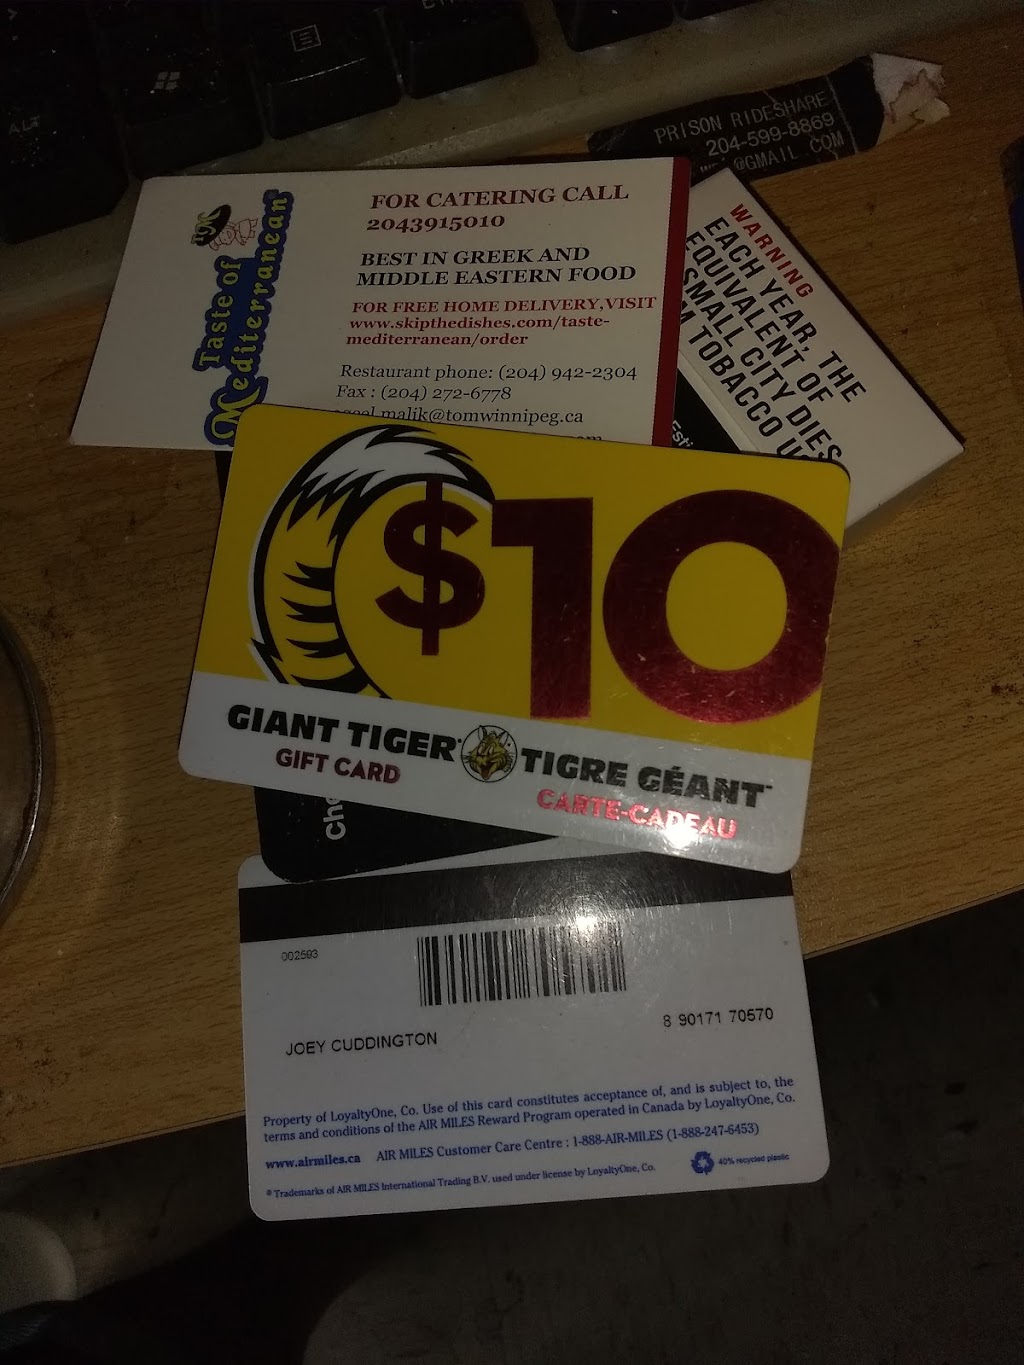 ALT
PRISON RIDESHARE
204-599-8869
@GMAIL.COM
Taste of
Mediterranean
FOR CATERING CALL
2043915010
BEST IN GREEK AND
MIDDLE EASTERN FOOD
FOR FREE HOME DELIVERY,VISIT
www.skipthedishes.com/taste-
mediterranean/order
Restaurant phone: (204) 942-2304
Fax : (204) 272-6778
malik@tomwinnipeg.ca
WARNING
EACH YEAR, THE
EQUIVALENT OF
SMALL CITY DIES
TOBACCO
$10
GIANT TIGER TIGRE GÉANT
GIFT CARD CARTE-CADEAU
002593
8 90171 70570
JOEY CUDDINGTON
Property of LoyaltyOne, Co. Use of this card constitutes acceptance of, and is subject to, the
terms and conditions of the AIR MILES Reward Program operated in Canada by LoyaltyOne, Co.
www.airmiles.ca AIR MILES Customer Care Centre : 1-888-AIR-MILES (1-888-247-6453)
® Trademarks of AIR MILES International Trading B.V. used under license by LoyaltyOne, Co.
40% recycled plastic